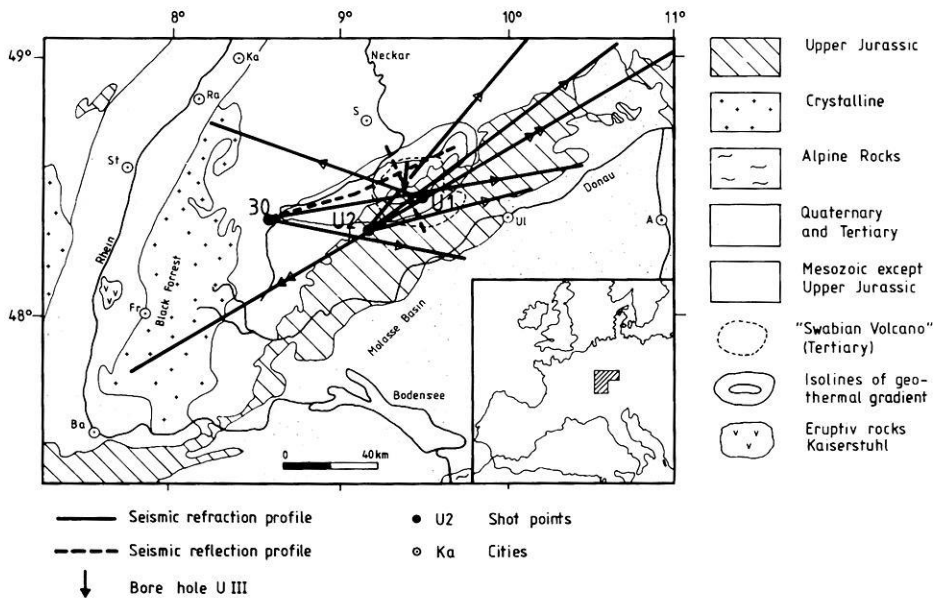 8°
9°
10°
11°
49°
48°
Ka
Neckar
Ra
S
St
30
U2
U1
Donau
Ul
A
Rhein
Black Forrest
Fr
Molasse Basin
Bodensee
Ba
0
40km
60
Upper Jurassic
Crystalline
Alpine Rocks
Quaternary
and Tertiary
Mesozoic except
Upper Jurassic
"Swabian Volcano"
(Tertiary)
Isolines of geo-
thermal gradient
Eruptiv rocks
Kaiserstuhl
Seismic refraction profile
U2 Shot points
Seismic reflection profile
Ka Cities
Bore hole U III